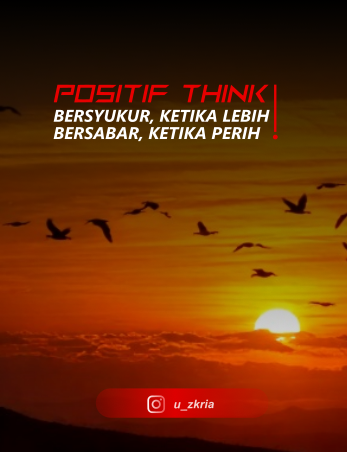 POSITIF THINK!
BERSYUKUR, KETIKA LEBIH
BERSABAR, KETIKA PERIH
u_zkria